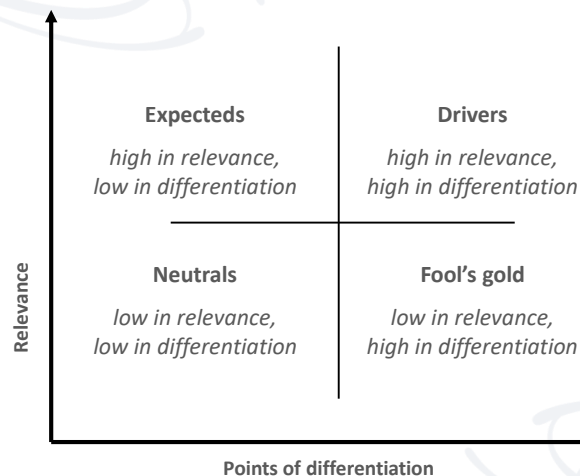 Expecteds
high in relevance,
low in differentiation
Drivers
high in relevance,
high in differentiation
Neutrals
low in relevance,
low in differentiation
Fool's gold
low in relevance,
high in differentiation
Relevance
Points of differentiation